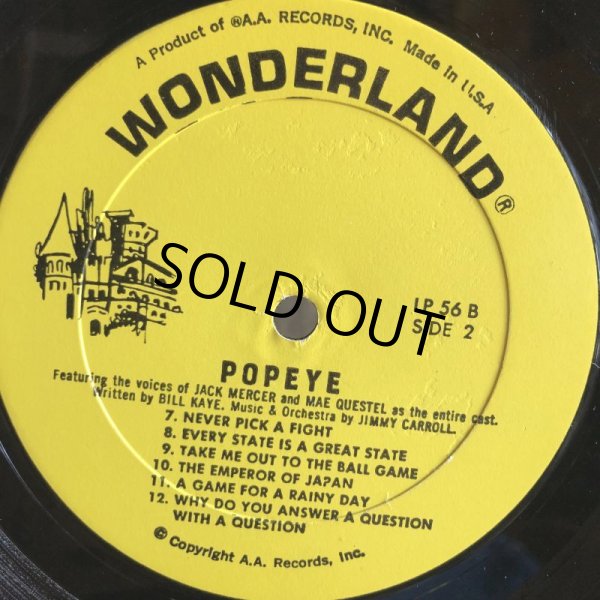 A Product of ®A.A. RECORDS, INC. Made in U.S.A
WONDERLAND®
SOLD OUT
LP 56 B
SIDE 2
POPEYE
Featuring the voices of JACK MERCER and MAE QUESTEL as the entire cast.
Written by BILL KAYE. Music & Orchestra by JIMMY CARROLL.
7. NEVER PICK A FIGHT
8. EVERY STATE IS A GREAT STATE
9. TAKE ME OUT TO THE BALL GAME
10. THE EMPEROR OF JAPAN
11. A GAME FOR A RAINY DAY
12. WHY DO YOU ANSWER A QUESTION
WITH A QUESTION
© Copyright A.A. Records, Inc.